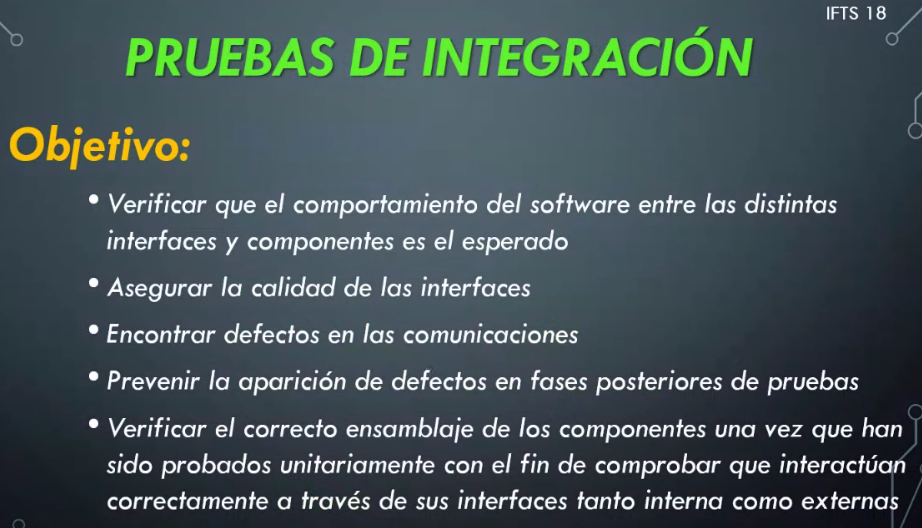 IFTS 18
PRUEBAS DE INTEGRACIÓN
Objetivo:
• Verificar que el comportamiento del software entre las distintas
interfaces y componentes es el esperado
• Asegurar la calidad de las interfaces
• Encontrar defectos en las comunicaciones
• Prevenir la aparición de defectos en fases posteriores de pruebas
• Verificar el correcto ensamblaje de los componentes una vez que han
sido probados unitariamente con el fin de comprobar que interactúan
correctamente a través de sus interfaces tanto interna como externas